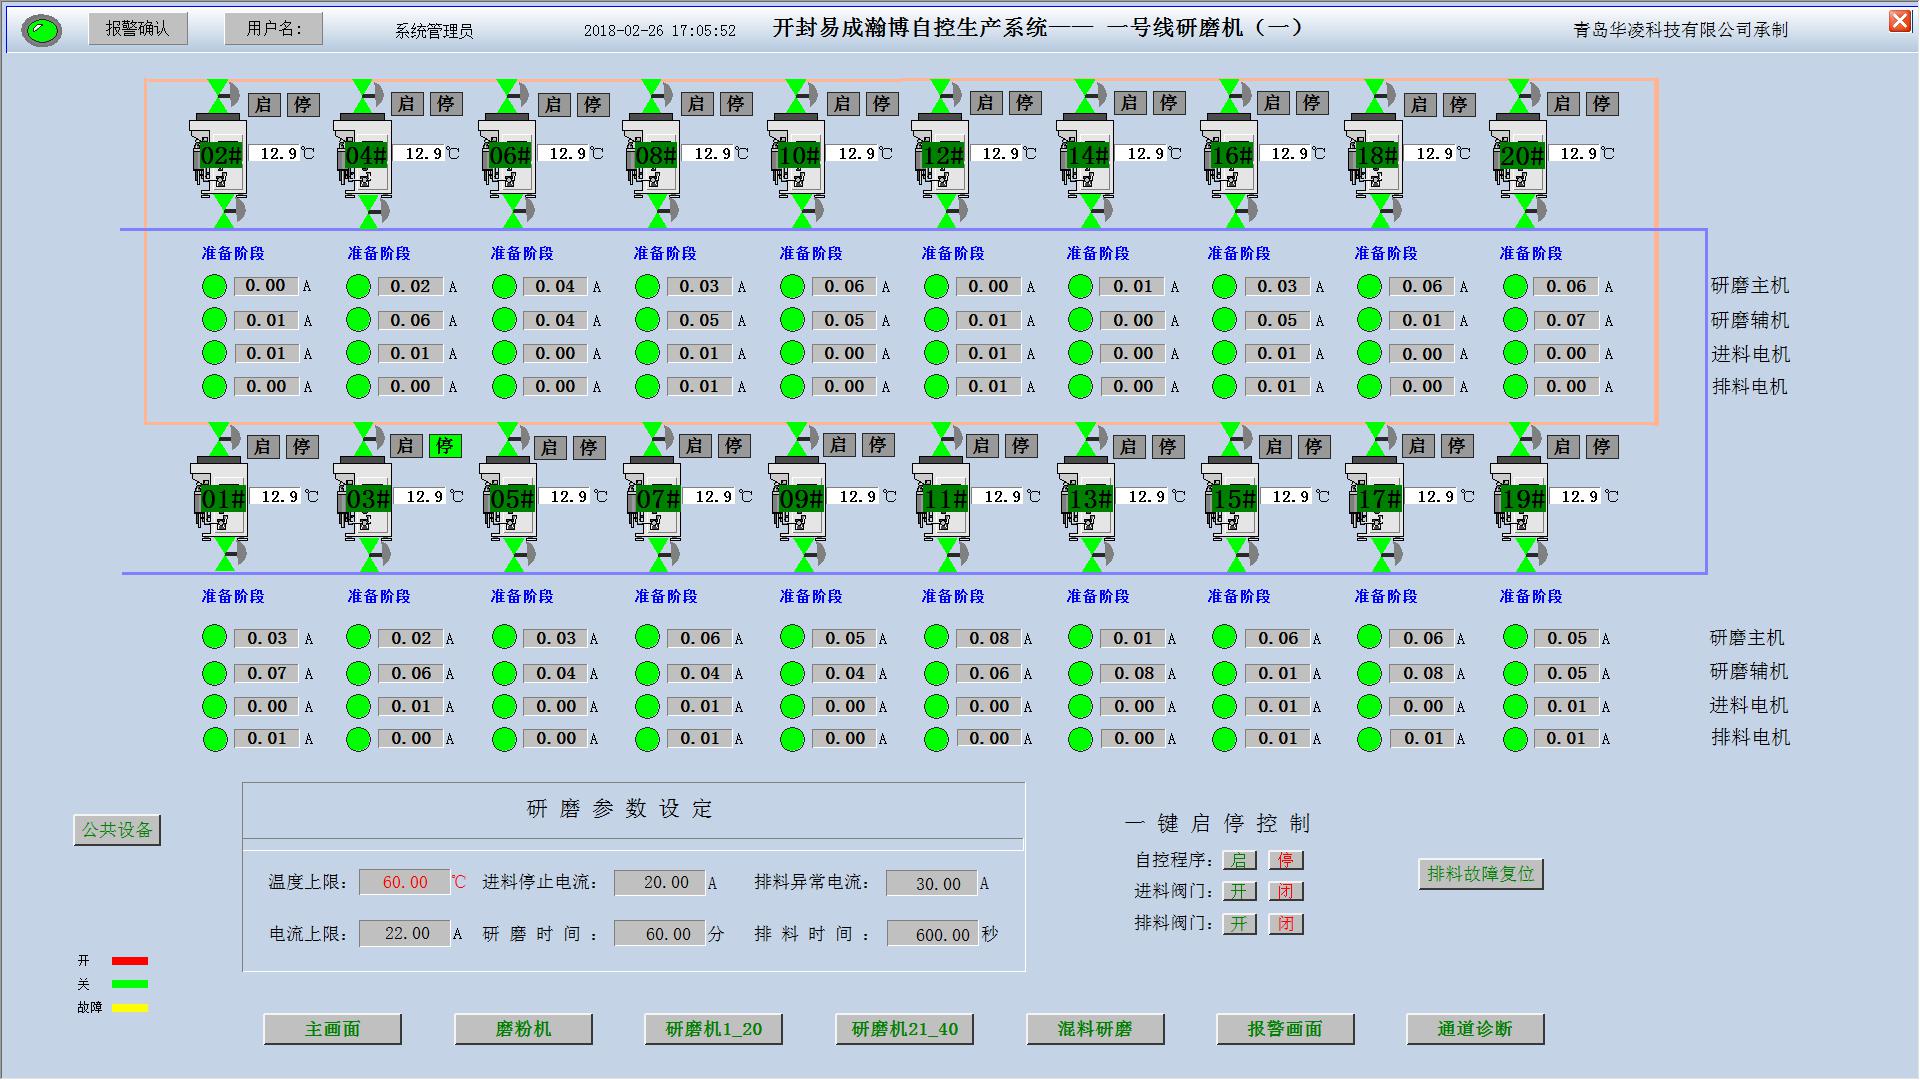 报警确认 用户名： 系统管理员 2018-02-26 17:05:52 开封易成瀚博自控生产系统—— 一号线研磨机（一） 青岛华凌科技有限公司承制
启 停 启 停 启 停 启 停 启 停 启 停 启 停 启 停 启 停 启 停
02# 12.9℃ 04# 12.9℃ 06# 12.9℃ 08# 12.9℃ 10# 12.9℃ 12# 12.9℃ 14# 12.9℃ 16# 12.9℃ 18# 12.9℃ 20# 12.9℃
准备阶段 准备阶段 准备阶段 准备阶段 准备阶段 准备阶段 准备阶段 准备阶段 准备阶段 准备阶段
0.00 A 0.02 A 0.04 A 0.03 A 0.06 A 0.00 A 0.01 A 0.03 A 0.06 A 0.06 A 研磨主机
0.01 A 0.06 A 0.04 A 0.05 A 0.05 A 0.01 A 0.00 A 0.05 A 0.01 A 0.07 A 研磨辅机
0.01 A 0.01 A 0.00 A 0.01 A 0.00 A 0.01 A 0.00 A 0.01 A 0.00 A 0.00 A 进料电机
0.00 A 0.00 A 0.00 A 0.01 A 0.00 A 0.01 A 0.00 A 0.01 A 0.00 A 0.00 A 排料电机
启 停 启 停 启 停 启 停 启 停 启 停 启 停 启 停 启 停 启 停
01# 12.9℃ 03# 12.9℃ 05# 12.9℃ 07# 12.9℃ 09# 12.9℃ 11# 12.9℃ 13# 12.9℃ 15# 12.9℃ 17# 12.9℃ 19# 12.9℃
准备阶段 准备阶段 准备阶段 准备阶段 准备阶段 准备阶段 准备阶段 准备阶段 准备阶段 准备阶段
0.03 A 0.02 A 0.03 A 0.06 A 0.05 A 0.08 A 0.01 A 0.06 A 0.06 A 0.05 A 研磨主机
0.07 A 0.06 A 0.04 A 0.04 A 0.04 A 0.06 A 0.08 A 0.01 A 0.08 A 0.05 A 研磨辅机
0.00 A 0.01 A 0.00 A 0.01 A 0.00 A 0.00 A 0.00 A 0.01 A 0.00 A 0.01 A 进料电机
0.01 A 0.00 A 0.00 A 0.01 A 0.00 A 0.00 A 0.00 A 0.01 A 0.01 A 0.01 A 排料电机
公共设备
研磨参数设定
温度上限： 60.00 ℃ 进料停止电流： 20.00 A 排料异常电流： 30.00 A
电流上限： 22.00 A 研磨时间： 60.00 分 排料时间： 600.00 秒
一键启停控制
自控程序： 启 停
进料阀门： 开 闭
排料阀门： 开 闭
排料故障复位
开
关
故障
主画面 磨粉机 研磨机1_20 研磨机21_40 混料研磨 报警画面 通道诊断